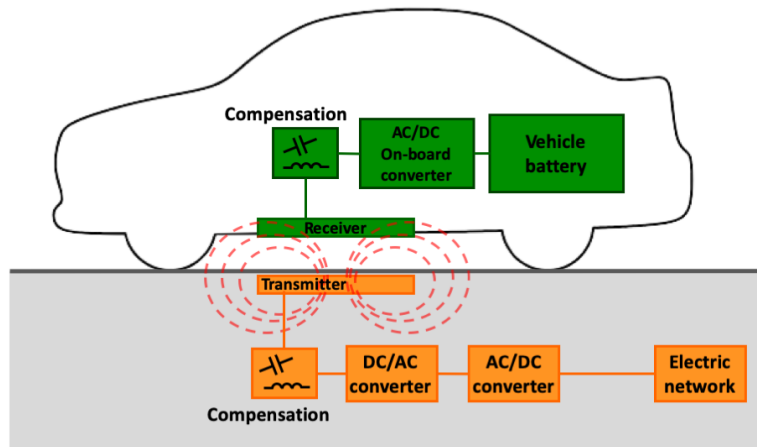 Compensation
AC/DC
On-board
converter
Vehicle
battery
Receiver
Transmitter
DC/AC
converter
AC/DC
converter
Electric
network
Compensation